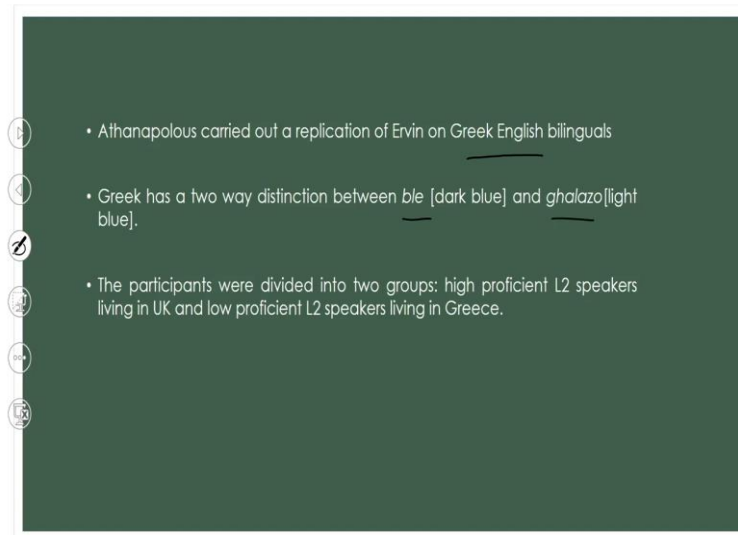 • Athanapolous carried out a replication of Ervin on Greek English bilinguals
• Greek has a two way distinction between ble [dark blue] and ghalazo[light
blue].
• The participants were divided into two groups: high proficient L2 speakers
living in UK and low proficient L2 speakers living in Greece.